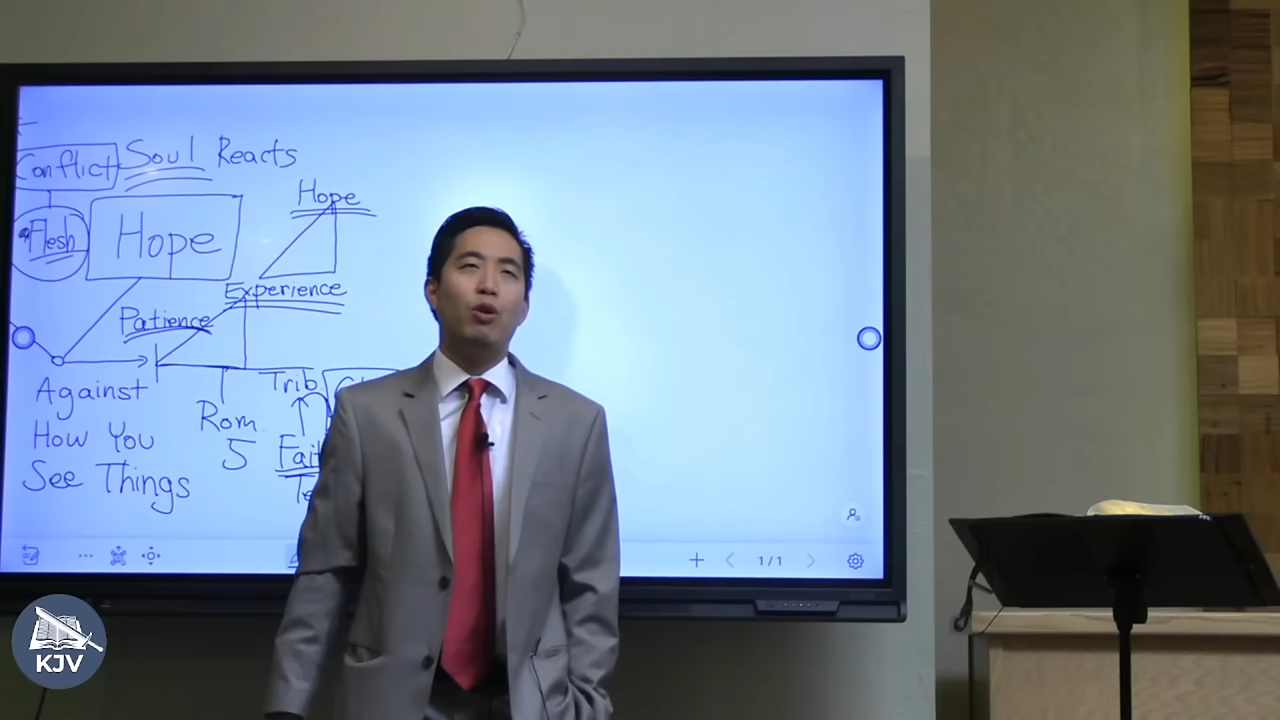 Conflict Soul Reacts
Hope
Flesh Hope
Experience
Patience
Trib
Against
How You
See Things
Rom
5
1/1
KJV